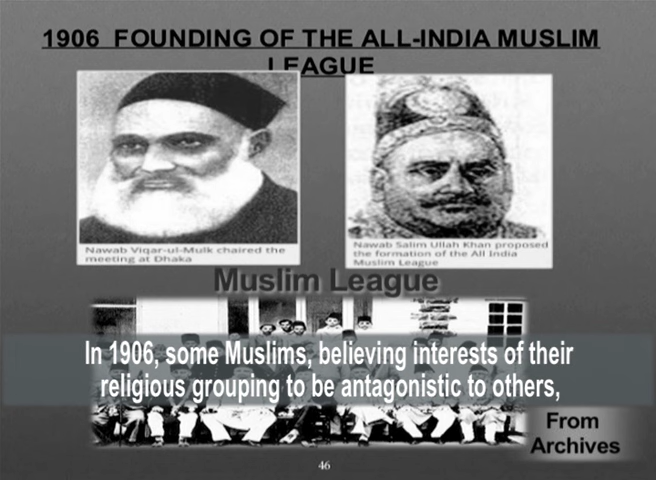 1906 FOUNDING OF THE ALL-INDIA MUSLIM
LEAGUE
Nawab Viqar-ul-Mulk chaired the
meeting at Dhaka
Nawab Salim Ullah Khan proposed
the formation of the All India
Muslim League
Muslim League
In 1906, some Muslims, believing interests of their
religious grouping to be antagonistic to others,
From
Archives
46